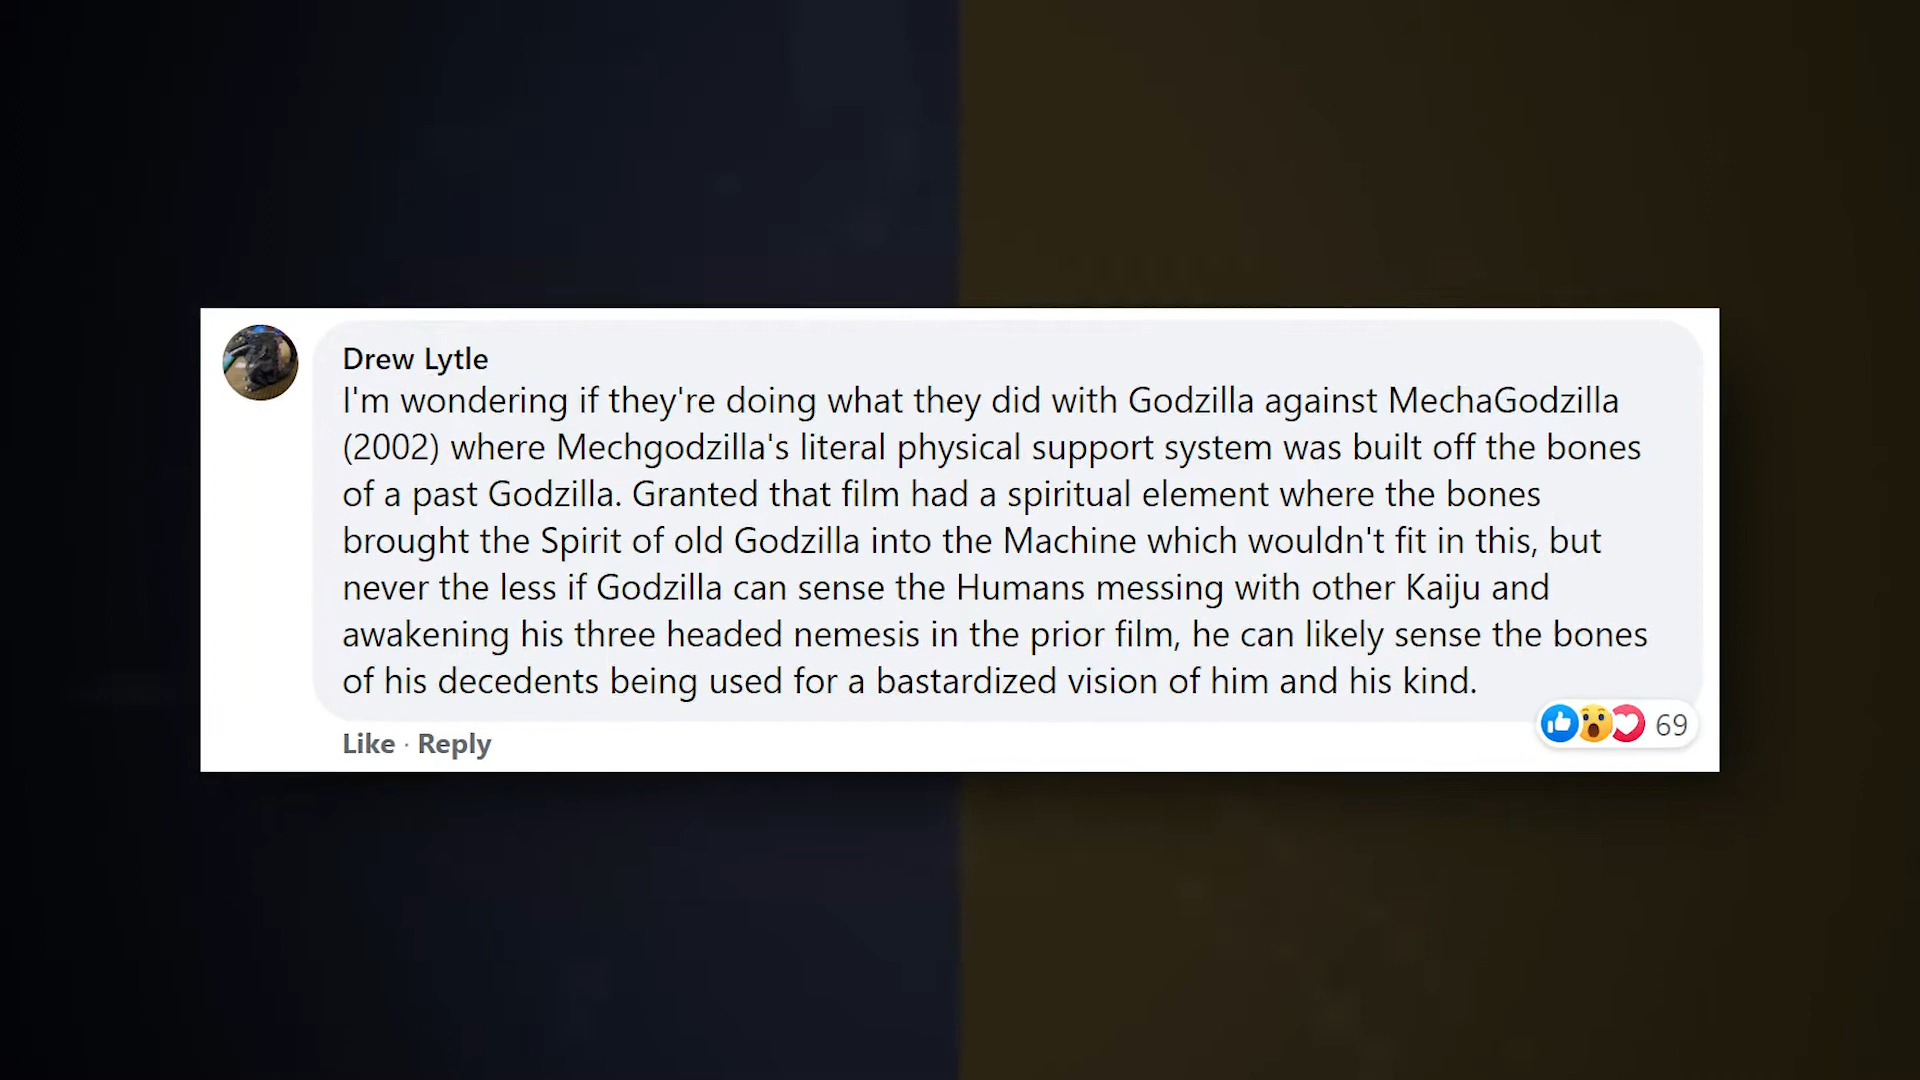 Drew Lytle
I'm wondering if they're doing what they did with Godzilla against MechaGodzilla
(2002) where Mechgodzilla's literal physical support system was built off the bones
of a past Godzilla. Granted that film had a spiritual element where the bones
brought the Spirit of old Godzilla into the Machine which wouldn't fit in this, but
never the less if Godzilla can sense the Humans messing with other Kaiju and
awakening his three headed nemesis in the prior film, he can likely sense the bones
of his decedents being used for a bastardized vision of him and his kind.
69
Like · Reply